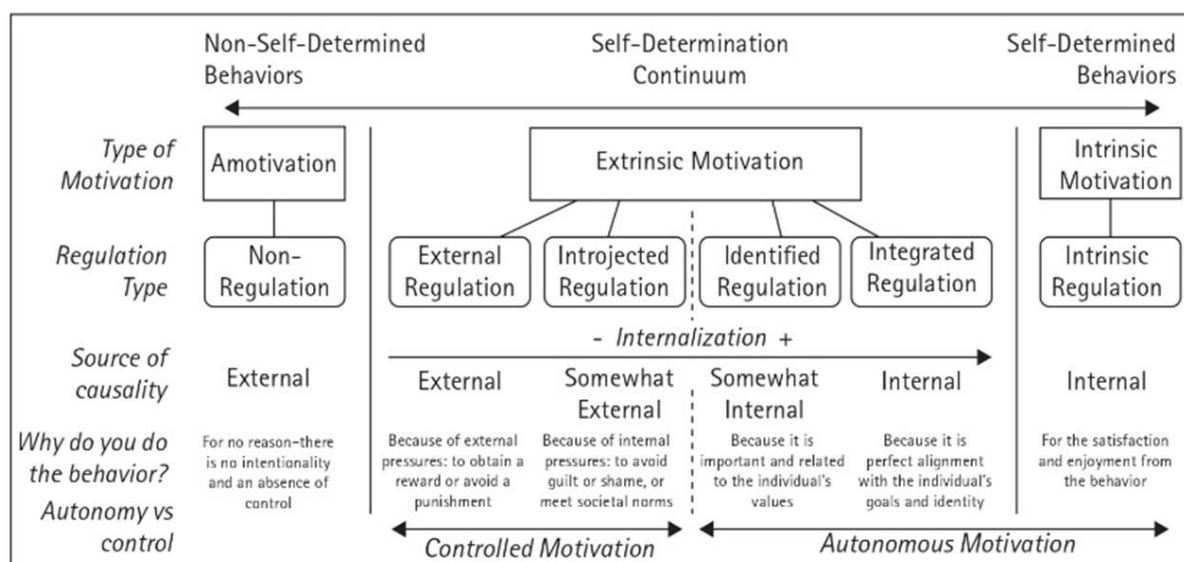 Non-Self-Determined
Behaviors
Self-Determination
Continuum
Self-Determined
Behaviors
Type of
Motivation
Amotivation
Extrinsic Motivation
Intrinsic
Motivation
Regulation
Type
Non-
Regulation
External
Regulation
Introjected
Regulation
Identified
Regulation
Integrated
Regulation
Intrinsic
Regulation
- Internalization +
Source of
causality
External
External
Somewhat
External
Somewhat
Internal
Internal
Internal
Why do you do
the behavior?
For no reason–there
is no intentionality
and an absence of
control
Because of external
pressures: to obtain a
reward or avoid a
punishment
Because of internal
pressures: to avoid
guilt or shame, or
meet societal norms
Because it is
important and related
to the individual's
values
Because it is
perfect alignment
with the individual's
goals and identity
For the satisfaction
and enjoyment from
the behavior
Autonomy vs
control
Controlled Motivation
Autonomous Motivation